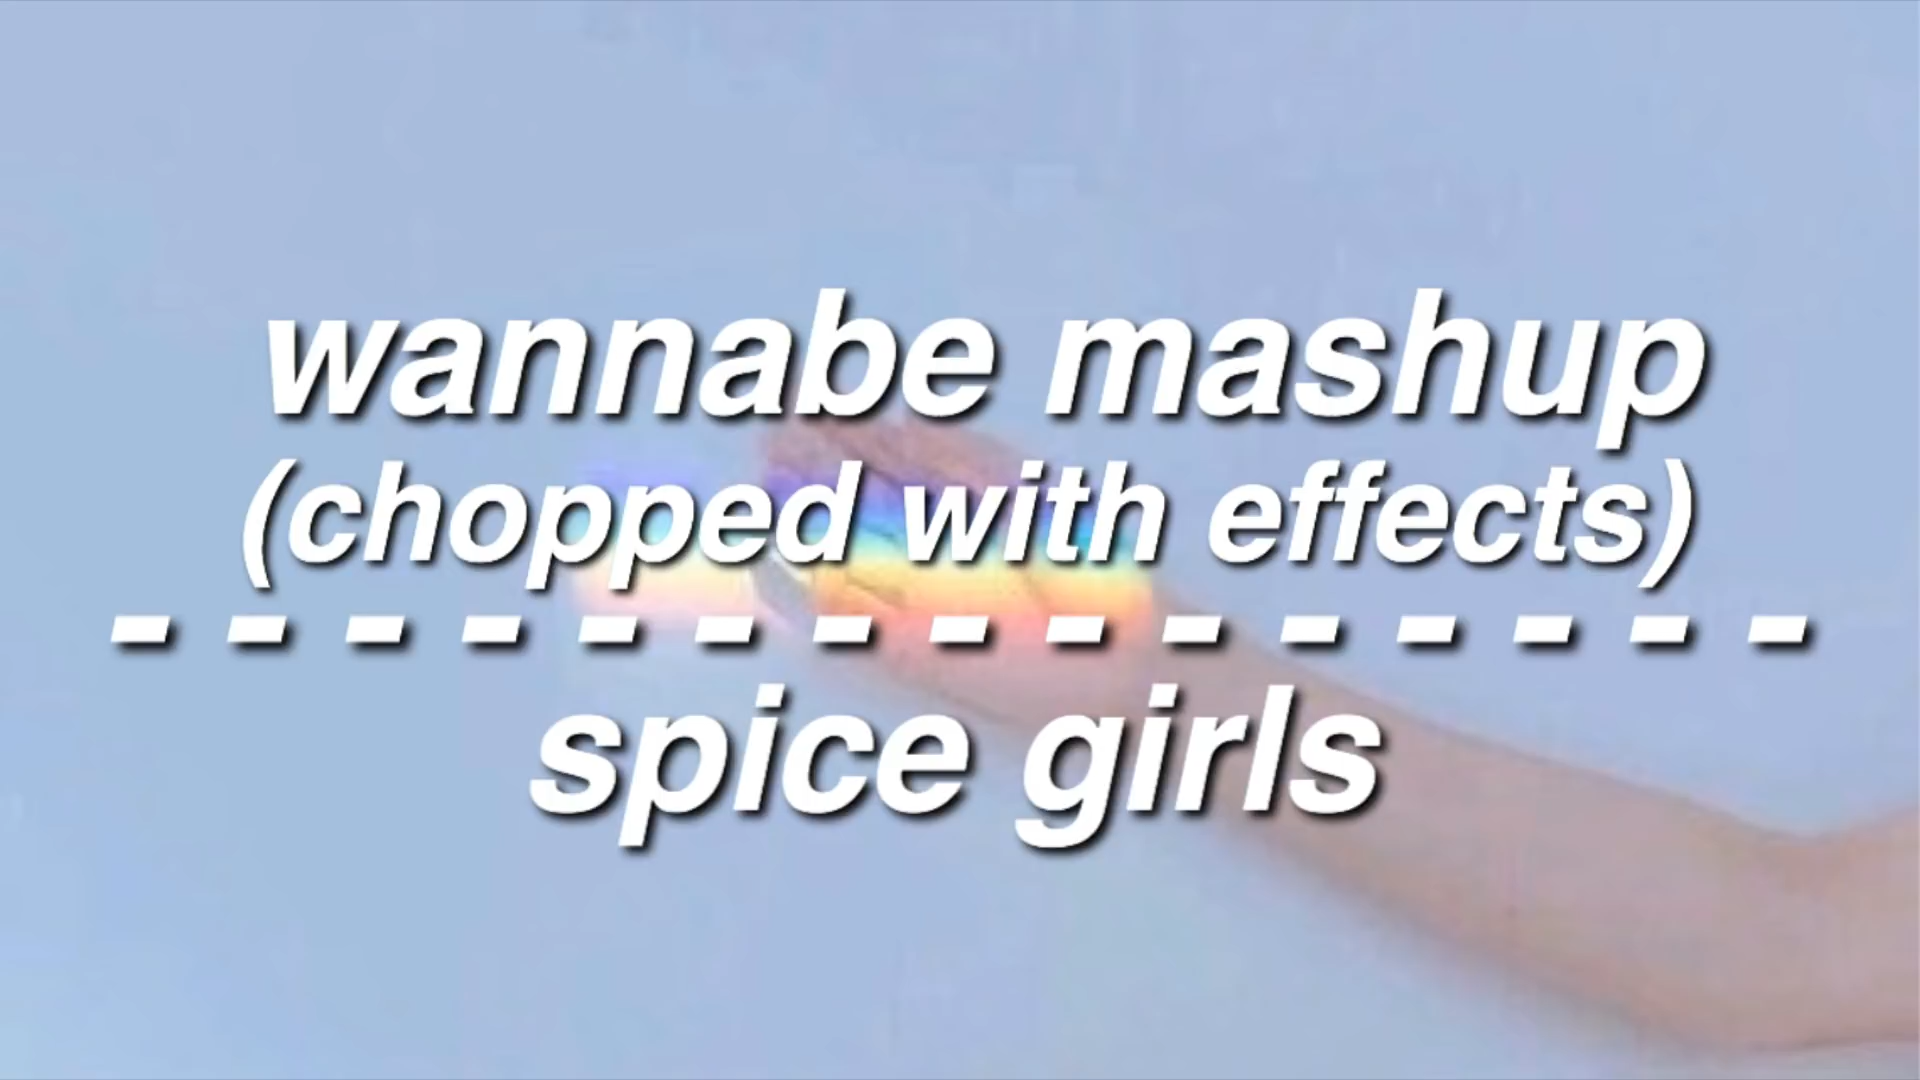 wannabe mashup
(chopped with effects)
- - - - - - - - - - - - - - -
spice girls